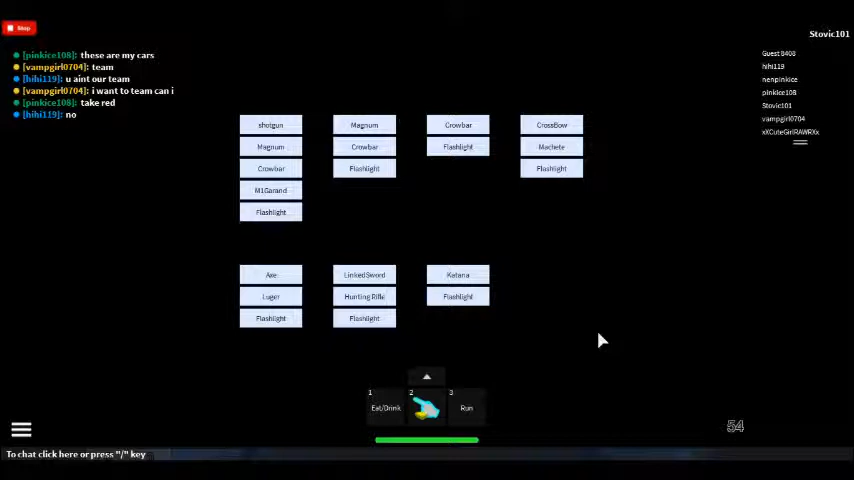 Stop
Stovic101
[pinkice108]: these are my cars
[vampgirl0704]: team
[hihi119]: u aint our team
[vampgirl0704]: i want to team can i
[pinkice108]: take red
[hihi119]: no
Guest 8408
hihi119
nenpinkice
pinkice108
Stovic101
vampgirl0704
xXCuteGirlRAWRXx
shotgun
Magnum
Crowbar
M1Garand
Flashlight
Magnum
Crowbar
Flashlight
Crowbar
Flashlight
CrossBow
Machete
Flashlight
Axe
Luger
Flashlight
LinkedSword
Hunting Rifle
Flashlight
Katana
Flashlight
1
Eat/Drink
2
3
Run
54
To chat click here or press "/" key